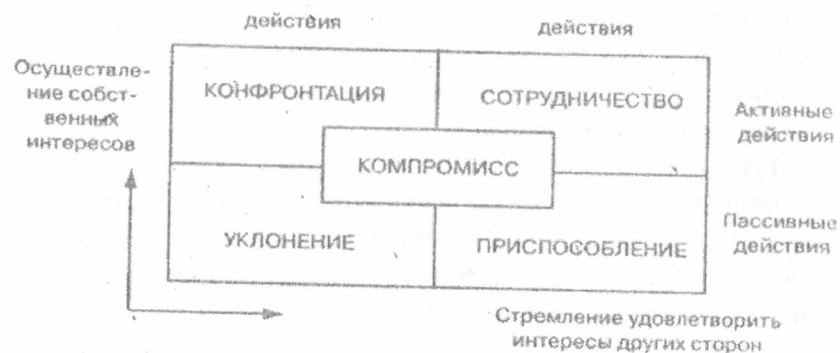 действия
действия
Осуществле-
ние собст-
венных
интересов
КОНФРОНТАЦИЯ
СОТРУДНИЧЕСТВО
Активные
действия
КОМПРОМИСС
УКЛОНЕНИЕ
ПРИСПОСОБЛЕНИЕ
Пассивные
действия
Стремление удовлетворить
интересы других сторон